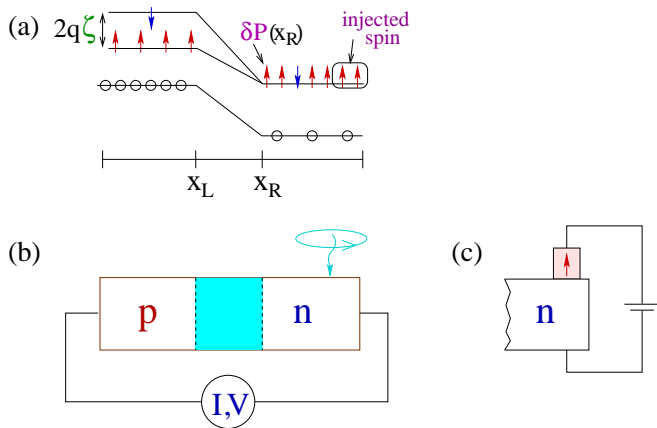 (a)
2qζ
δP(x_R)
injected
spin
x_L
x_R
(b)
p
n
I,V
(c)
n